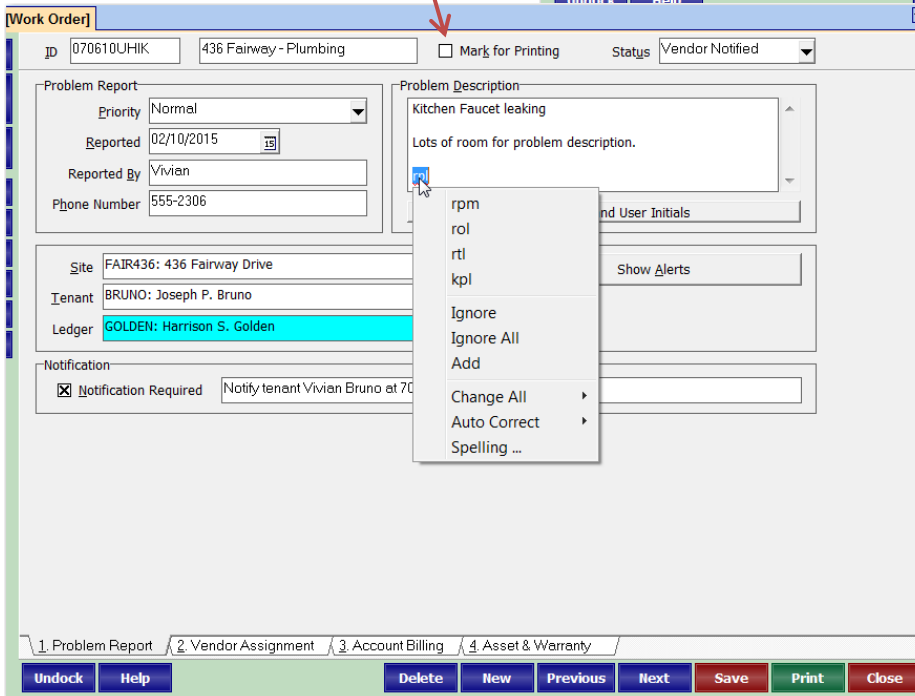 [Work Order]
ID 070610UHIK 436 Fairway - Plumbing Mark for Printing Status Vendor Notified
Problem Report
Priority Normal
Reported 02/10/2015 15
Reported By Vivian
Phone Number 555-2306
Problem Description
Kitchen Faucet leaking
Lots of room for problem description.
nd User Initials
rpm
rol
rtl
kpl
Ignore
Ignore All
Add
Change All
Auto Correct
Spelling ...
Site FAIR436: 436 Fairway Drive
Tenant BRUNO: Joseph P. Bruno
Ledger GOLDEN: Harrison S. Golden
Show Alerts
Notification
Notification Required Notify tenant Vivian Bruno at 70
1. Problem Report 2. Vendor Assignment 3. Account Billing 4. Asset & Warranty
Undock Help Delete New Previous Next Save Print Close